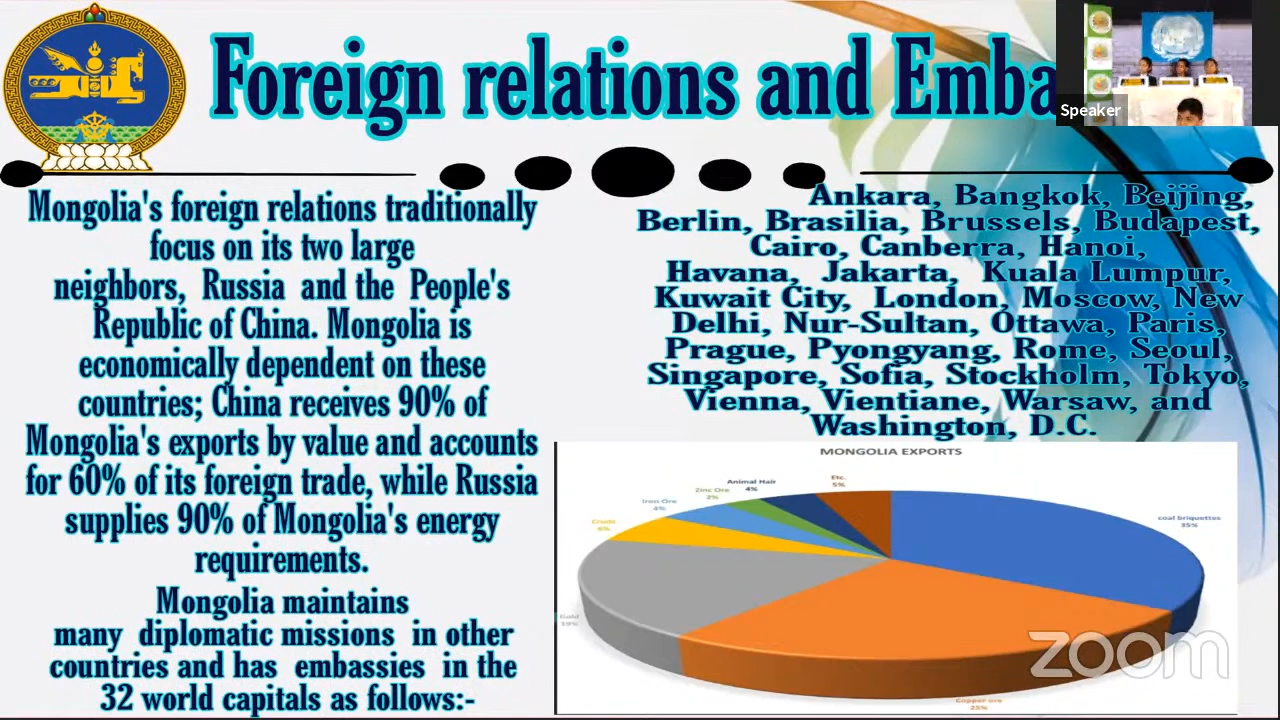 Foreign relations and Emba
Speaker
Mongolia's foreign relations traditionally
focus on its two large
neighbors, Russia and the People's
Republic of China. Mongolia is
economically dependent on these
countries; China receives 90% of
Mongolia's exports by value and accounts
for 60% of its foreign trade, while Russia
supplies 90% of Mongolia's energy
requirements.
Mongolia maintains
many diplomatic missions in other
countries and has embassies in the
32 world capitals as follows:-
Ankara, Bangkok, Beijing,
Berlin, Brasilia, Brussels, Budapest,
Cairo, Canberra, Hanoi,
Havana, Jakarta, Kuala Lumpur,
Kuwait City, London, Moscow, New
Delhi, Nur-Sultan, Ottawa, Paris,
Prague, Pyongyang, Rome, Seoul,
Singapore, Sofia, Stockholm, Tokyo,
Vienna, Vientiane, Warsaw, and
Washington, D.C.
MONGOLIA EXPORTS
Etc.
5%
Animal Hair
4%
Zinc Ore
2%
Iron Ore
4%
Crude
6%
coal briquettes
35%
Gold
19%
Copper ore
25%
zoom